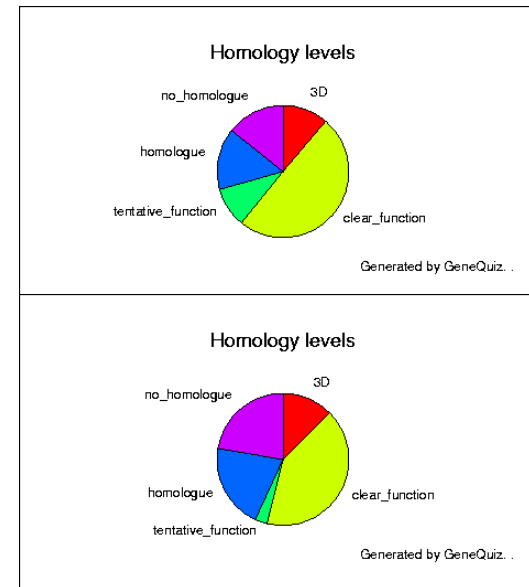 Homology levels
3D
no_homologue
homologue
tentative_function
clear_function
Generated by GeneQuiz. .
Homology levels
3D
no_homologue
homologue
clear_function
tentative_function
Generated by GeneQuiz. .